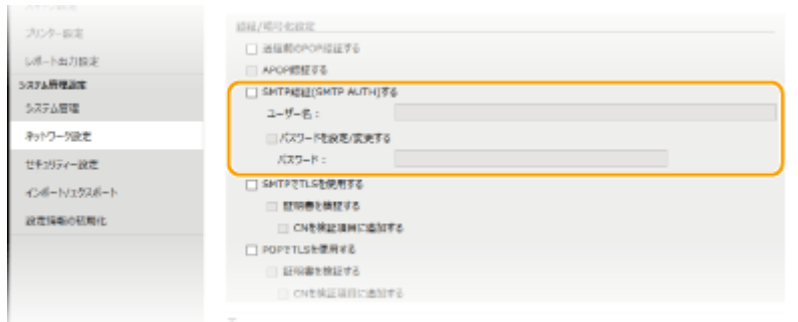 プリンター設定
レポート出力設定
システム管理設定
システム管理
ネットワーク設定
セキュリティー設定
インポート/エクスポート
設定情報の初期化
認証/暗号化設定
送信前のPOP認証する
APOP認証する
SMTP認証(SMTP AUTH)する
ユーザー名：
パスワードを設定/変更する
パスワード：
SMTPでTLSを使用する
証明書を検証する
CNを検証項目に追加する
POPでTLSを使用する
証明書を検証する
CNを検証項目に追加する